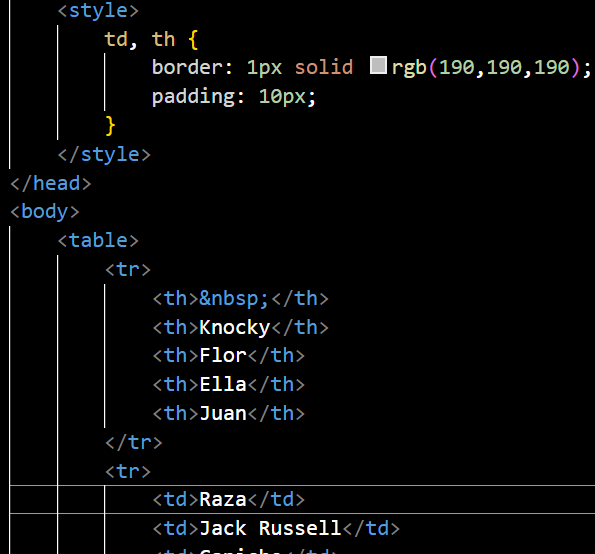 <style>
td, th {
border: 1px solid rgb(190,190,190);
padding: 10px;
}
</style>
</head>
<body>
<table>
<tr>
<th>&nbsp;</th>
<th>Knocky</th>
<th>Flor</th>
<th>Ella</th>
<th>Juan</th>
</tr>
<tr>
<td>Raza</td>
<td>Jack Russell</td>